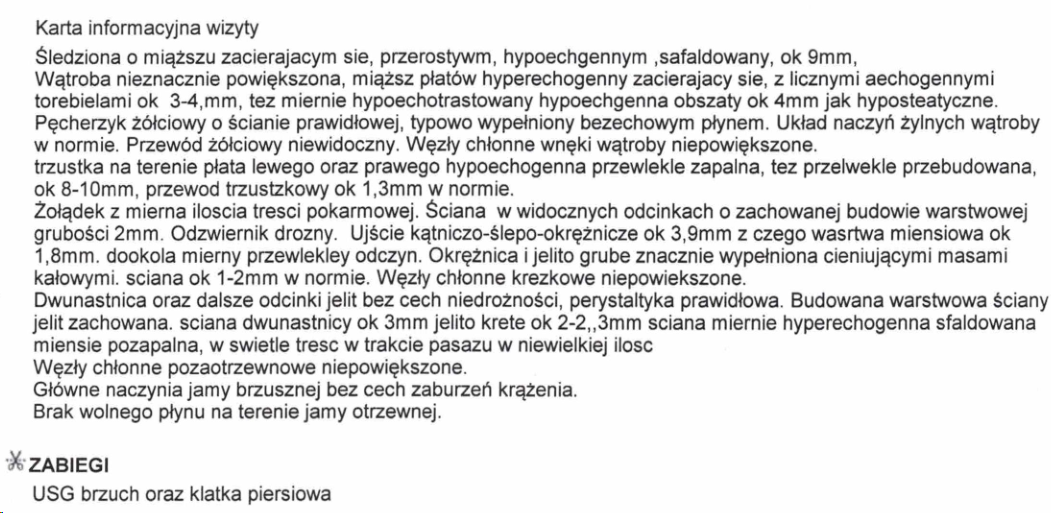 Karta informacyjna wizyty
Śledziona o miąższu zacierajacym sie, przerostywm, hypoechgennym ,safaldowany, ok 9mm,
Wątroba nieznacznie powiększona, miąższ płatów hyperechogenny zacierajacy sie, z licznymi aechogennymi
torebielami ok 3-4,mm, tez miernie hypoechotrastowany hypoechgenna obszaty ok 4mm jak hyposteatyczne.
Pęcherzyk żółciowy o ścianie prawidłowej, typowo wypełniony bezechowym płynem. Układ naczyń żylnych wątroby
w normie. Przewód żółciowy niewidoczny. Węzły chłonne wnęki wątroby niepowiększone.
trzustka na terenie płata lewego oraz prawego hypoechogenna przewlekle zapalna, tez przelwekle przebudowana,
ok 8-10mm, przewod trzustzkowy ok 1,3mm w normie.
Żołądek z mierna iloscia tresci pokarmowej. Ściana w widocznych odcinkach o zachowanej budowie warstwowej
grubości 2mm. Odzwiernik drozny. Ujście kątniczo-ślepo-okrężnicze ok 3,9mm z czego wasrtwa miensiowa ok
1,8mm. dookola mierny przewlekley odczyn. Okrężnica i jelito grube znacznie wypełniona cieniującymi masami
kałowymi. sciana ok 1-2mm w normie. Węzły chłonne krezkowe niepowiekszone.
Dwunastnica oraz dalsze odcinki jelit bez cech niedrożności, perystaltyka prawidłowa. Budowana warstwowa ściany
jelit zachowana. sciana dwunastnicy ok 3mm jelito krete ok 2-2,,3mm sciana miernie hyperechogenna sfaldowana
miensie pozapalna, w swietle tresc w trakcie pasazu w niewielkiej ilosc
Węzły chłonne pozaotrzewnowe niepowiększone.
Główne naczynia jamy brzusznej bez cech zaburzeń krążenia.
Brak wolnego płynu na terenie jamy otrzewnej.
ZABIEGI
USG brzuch oraz klatka piersiowa